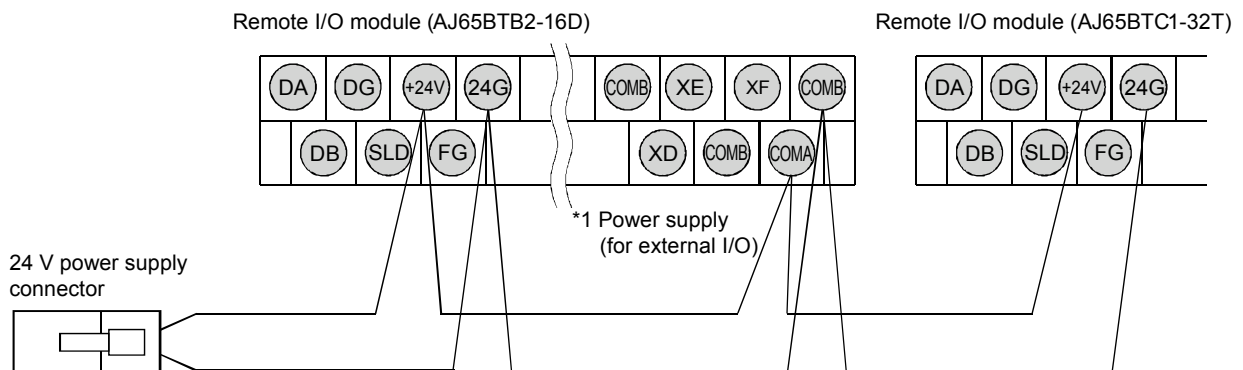 Remote I/O module (AJ65BTB2-16D)
Remote I/O module (AJ65BTC1-32T)
DA DG +24V 24G COMB XE XF COMB
DB SLD FG XD COMB COMA
DA DG +24V 24G
DB SLD FG
*1 Power supply
(for external I/O)
24 V power supply
connector